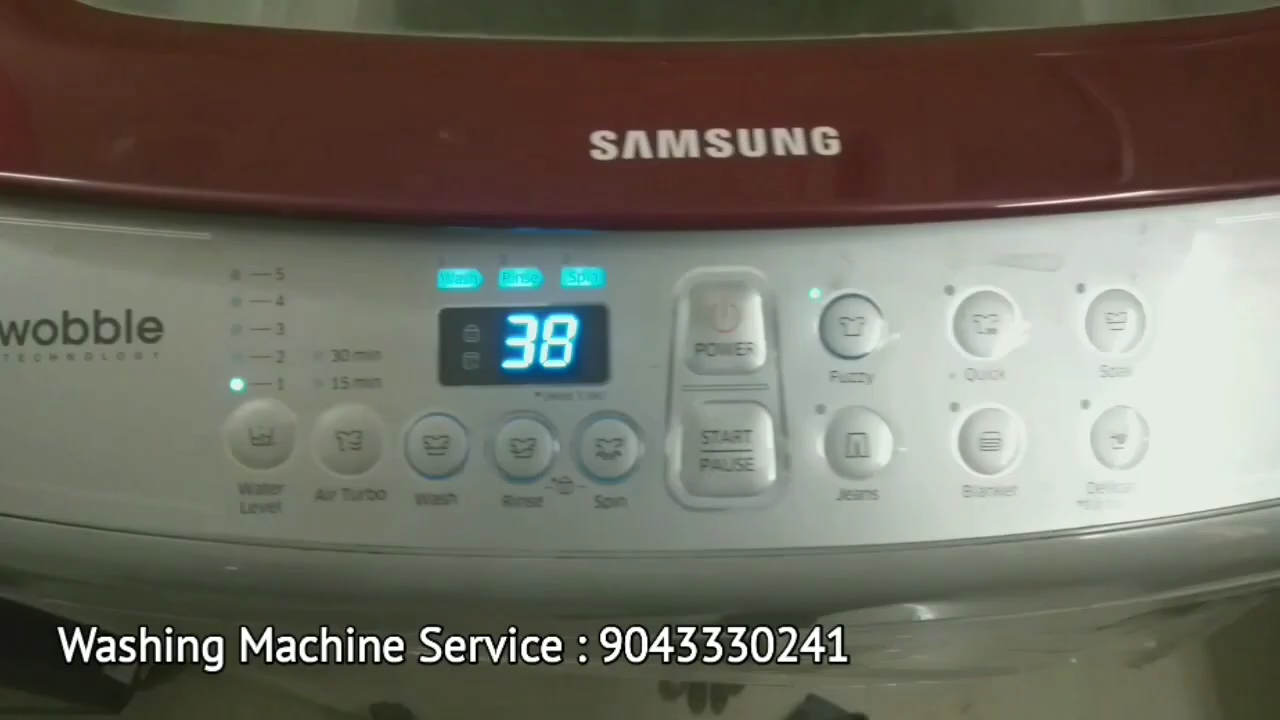 SAMSUNG
wobble
TECHNOLOGY
5
4
3
2
1
30 min
15 min
Wash
Rinse
Spin
38
POWER
START
PAUSE
Fuzzy
Quick
Soak
Water
Level
Air Turbo
Wash
Rinse
Spin
Jeans
Blanket
Washing Machine Service : 9043330241